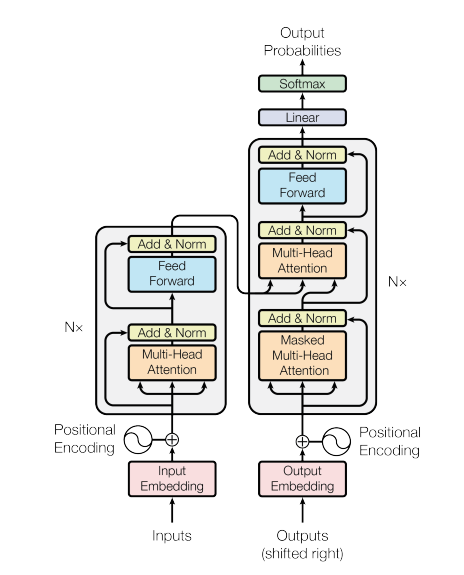 Output
Probabilities
Softmax
Linear
Add & Norm
Feed
Forward
Add & Norm
Multi-Head
Attention
Add & Norm
Masked
Multi-Head
Attention
Nx
Positional
Encoding
Output
Embedding
Outputs
(shifted right)
Add & Norm
Feed
Forward
Add & Norm
Multi-Head
Attention
N×
Positional
Encoding
Input
Embedding
Inputs